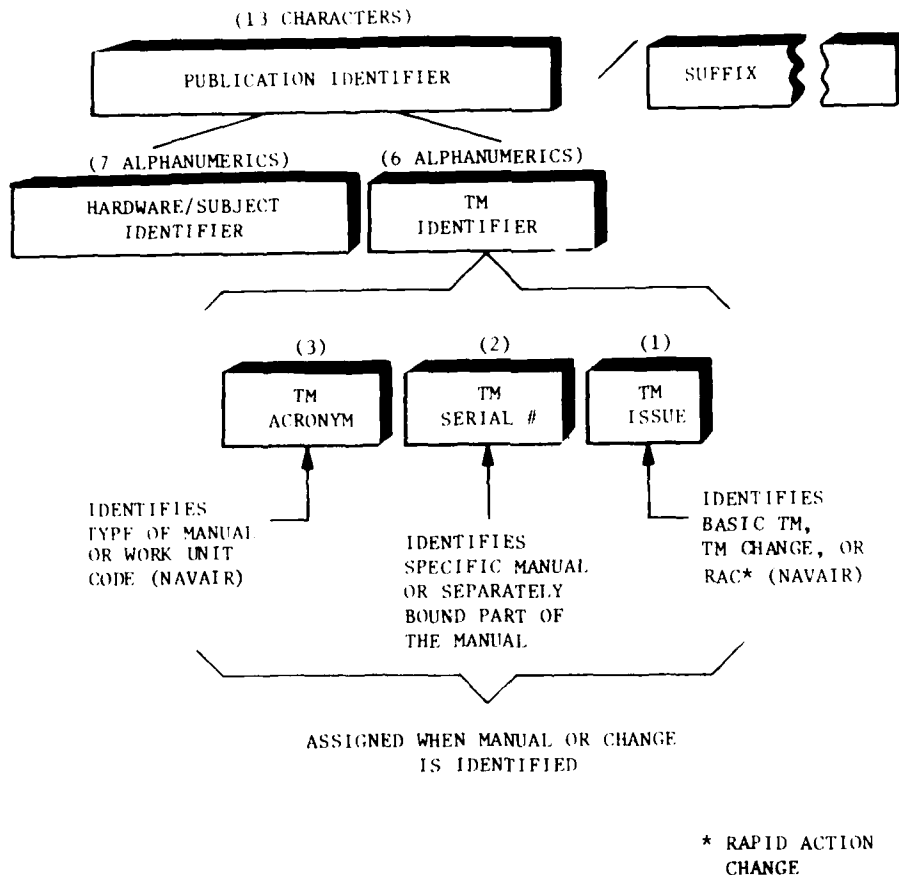 (13 CHARACTERS)
PUBLICATION IDENTIFIER
/
SUFFIX
(7 ALPHANUMERICS)
(6 ALPHANUMERICS)
HARDWARE/SUBJECT
IDENTIFIER
TM
IDENTIFIER
(3)
(2)
(1)
TM
ACRONYM
TM
SERIAL #
TM
ISSUE
IDENTIFIES
TYPE OF MANUAL
OR WORK UNIT
CODE (NAVAIR)
IDENTIFIES
SPECIFIC MANUAL
OR SEPARATELY
BOUND PART OF
THE MANUAL
IDENTIFIES
BASIC TM,
TM CHANGE, OR
RAC* (NAVAIR)
ASSIGNED WHEN MANUAL OR CHANGE
IS IDENTIFIED
* RAPID ACTION
CHANGE